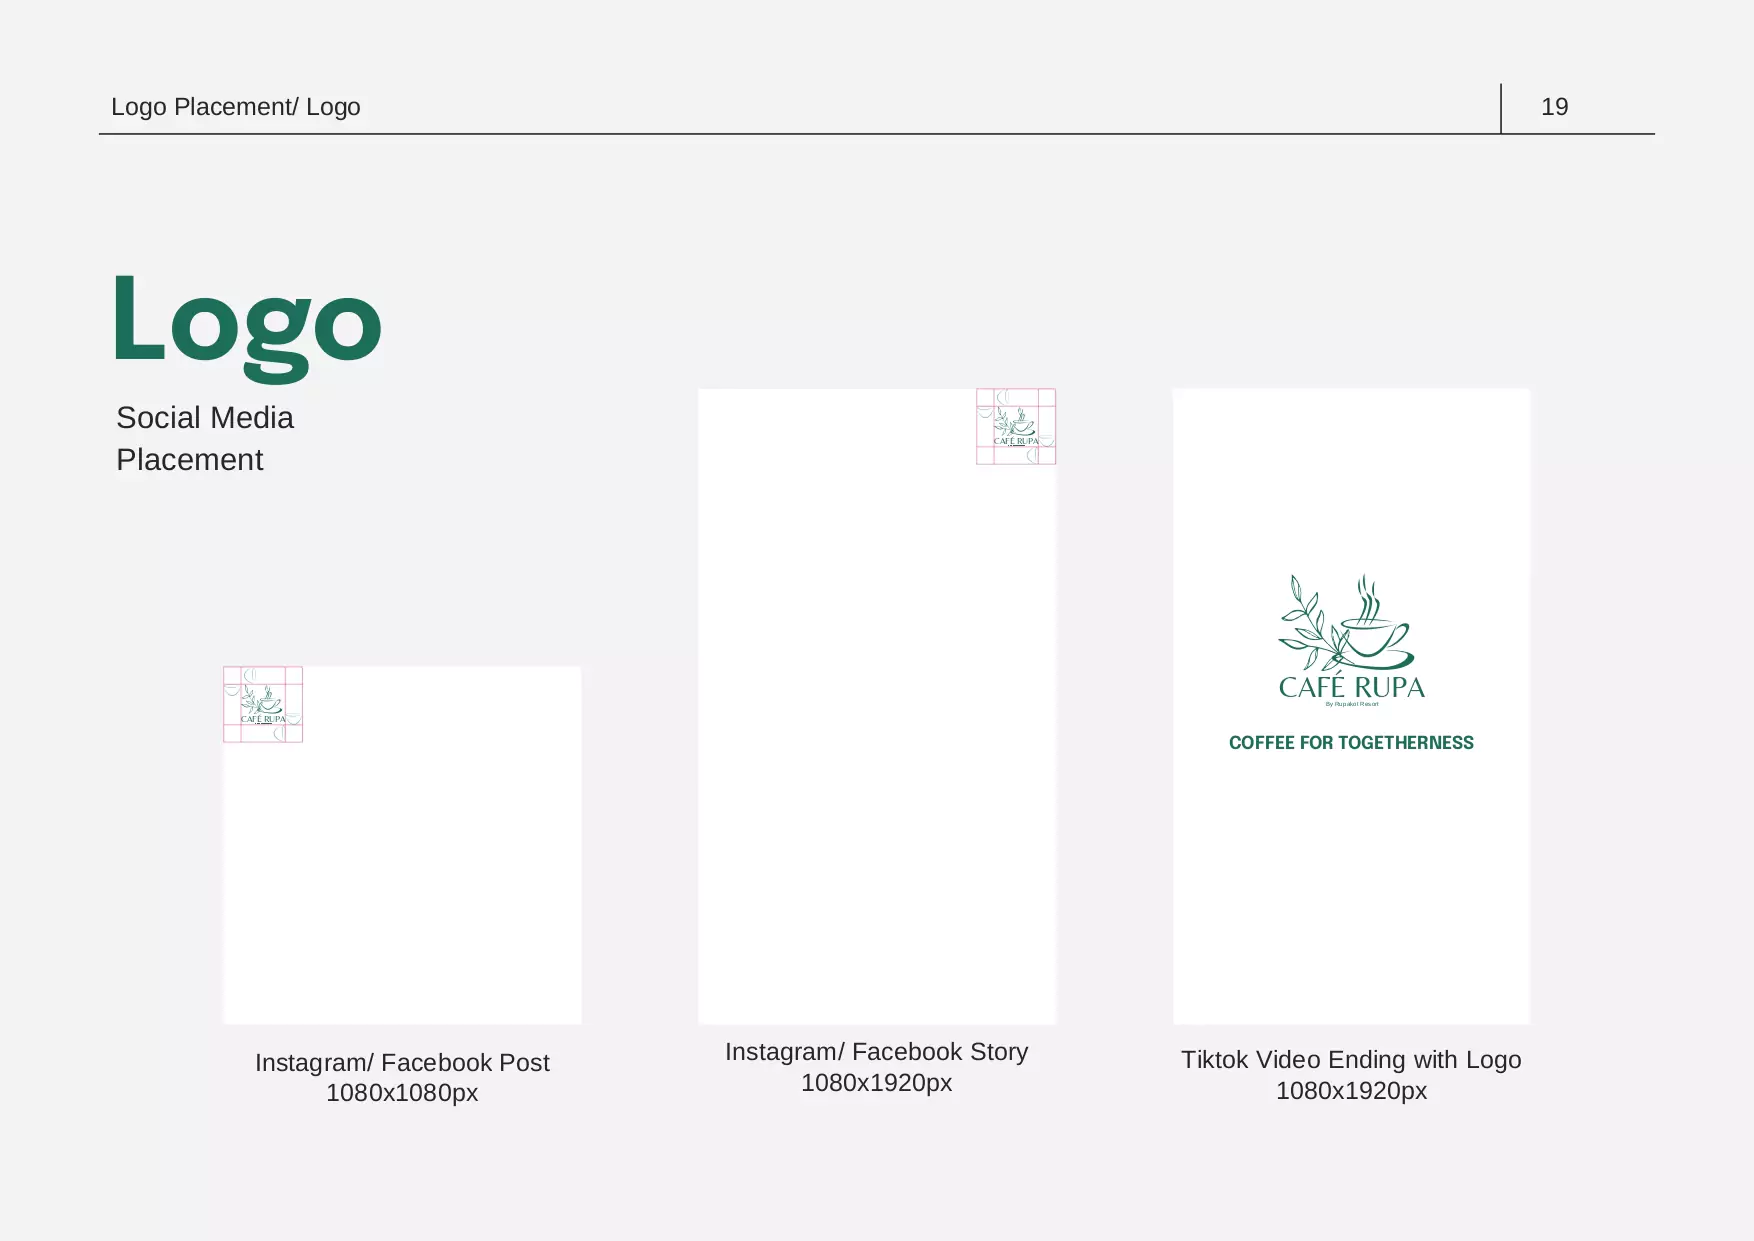 Logo Placement/ Logo
19
Logo
Social Media
Placement
CAFÉ RUPA
CAFÉ RUPA
CAFÉ RUPA
By Rupakot Resort
COFFEE FOR TOGETHERNESS
Instagram/ Facebook Post
1080x1080px
Instagram/ Facebook Story
1080x1920px
Tiktok Video Ending with Logo
1080x1920px